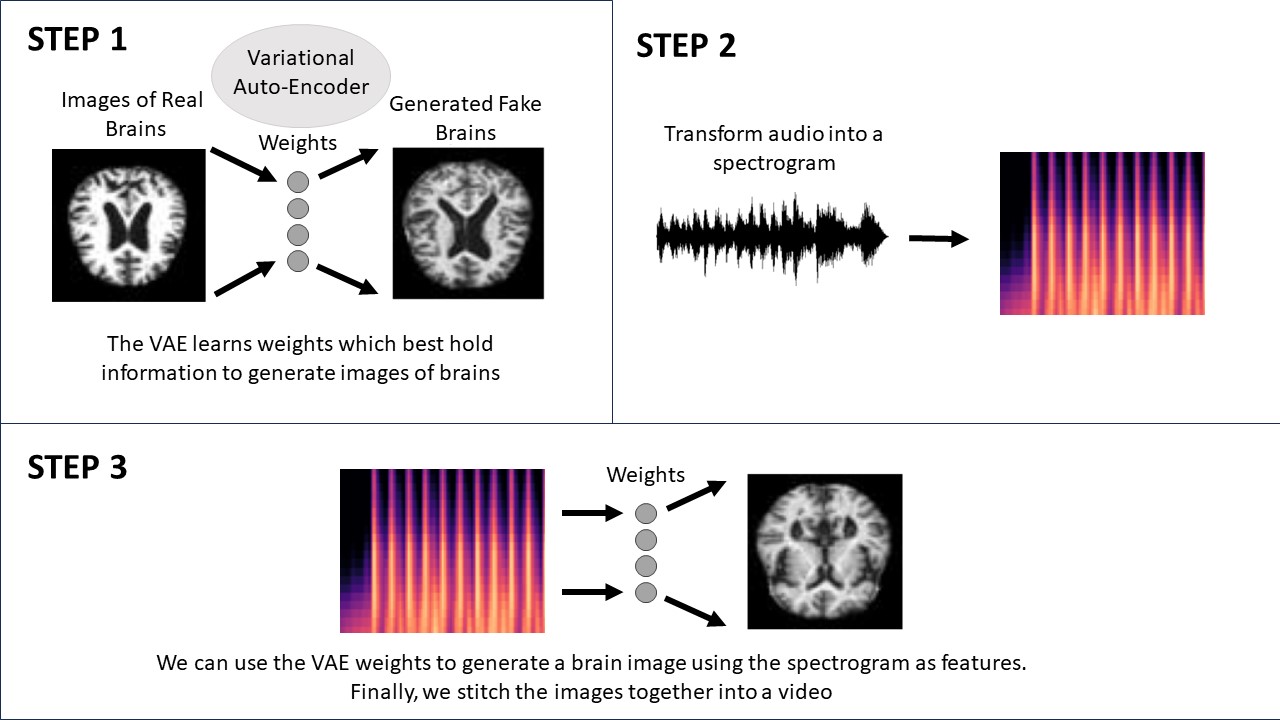 STEP 1
Variational
Auto-Encoder
Images of Real
Brains
Weights
Generated Fake
Brains
The VAE learns weights which best hold
information to generate images of brains
STEP 2
Transform audio into a
spectrogram
STEP 3
Weights
We can use the VAE weights to generate a brain image using the spectrogram as features.
Finally, we stitch the images together into a video